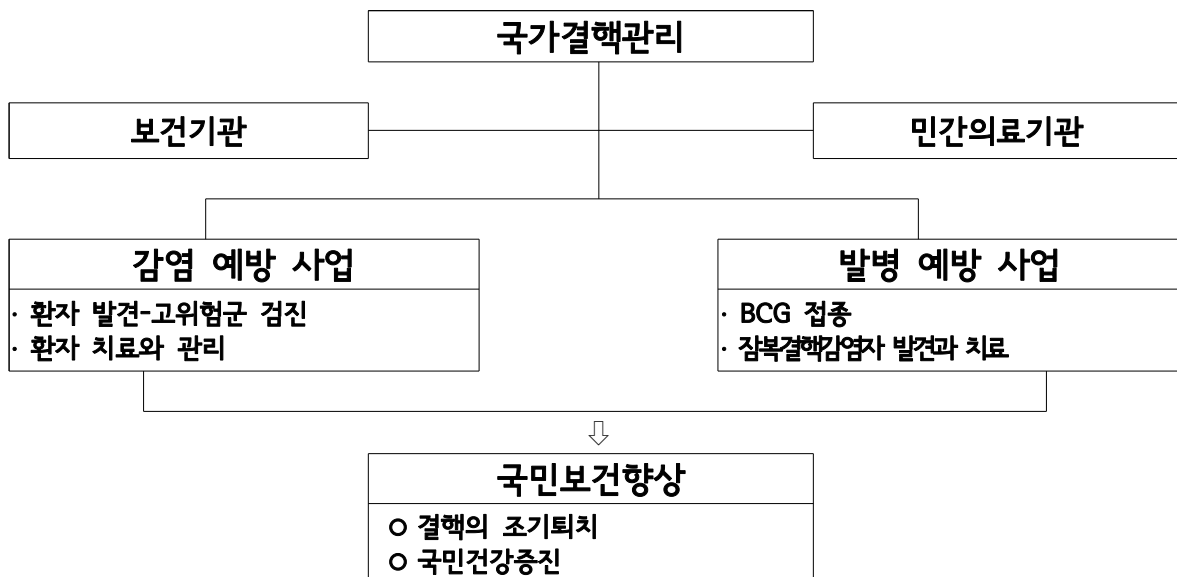 국가결핵관리
보건기관
민간의료기관
감염 예방 사업
· 환자 발견-고위험군 검진
· 환자 치료와 관리
발병 예방 사업
· BCG 접종
· 잠복결핵감염자 발견과 치료
국민보건향상
○ 결핵의 조기퇴치
○ 국민건강증진